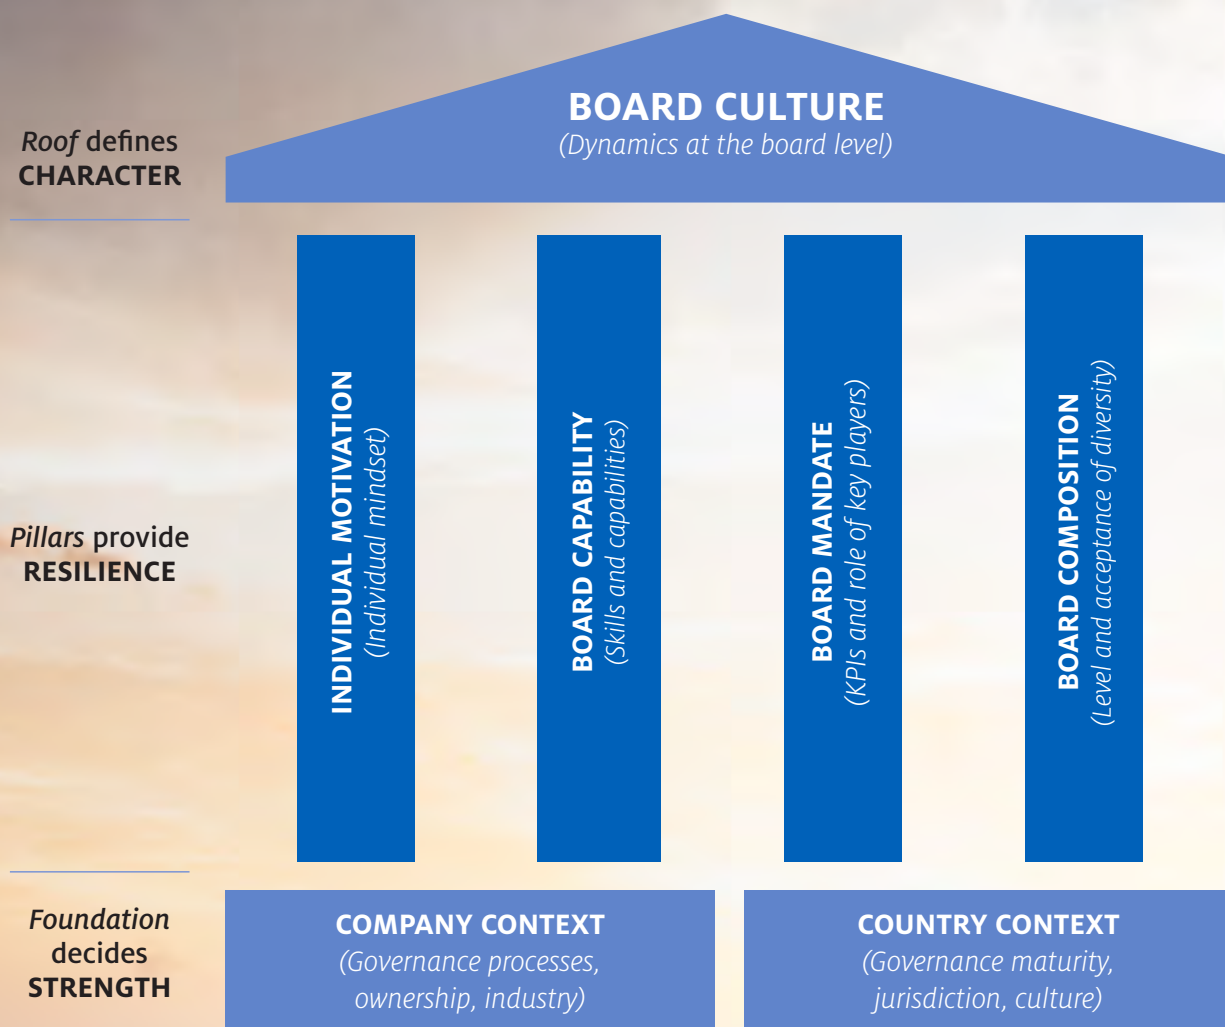 BOARD CULTURE
(Dynamics at the board level)
Roof defines
CHARACTER
INDIVIDUAL MOTIVATION
(Individual mindset)
BOARD CAPABILITY
(Skills and capabilities)
BOARD MANDATE
(KPIs and role of key players)
BOARD COMPOSITION
(Level and acceptance of diversity)
Pillars provide
RESILIENCE
Foundation
decides
STRENGTH
COMPANY CONTEXT
(Governance processes,
ownership, industry)
COUNTRY CONTEXT
(Governance maturity,
jurisdiction, culture)